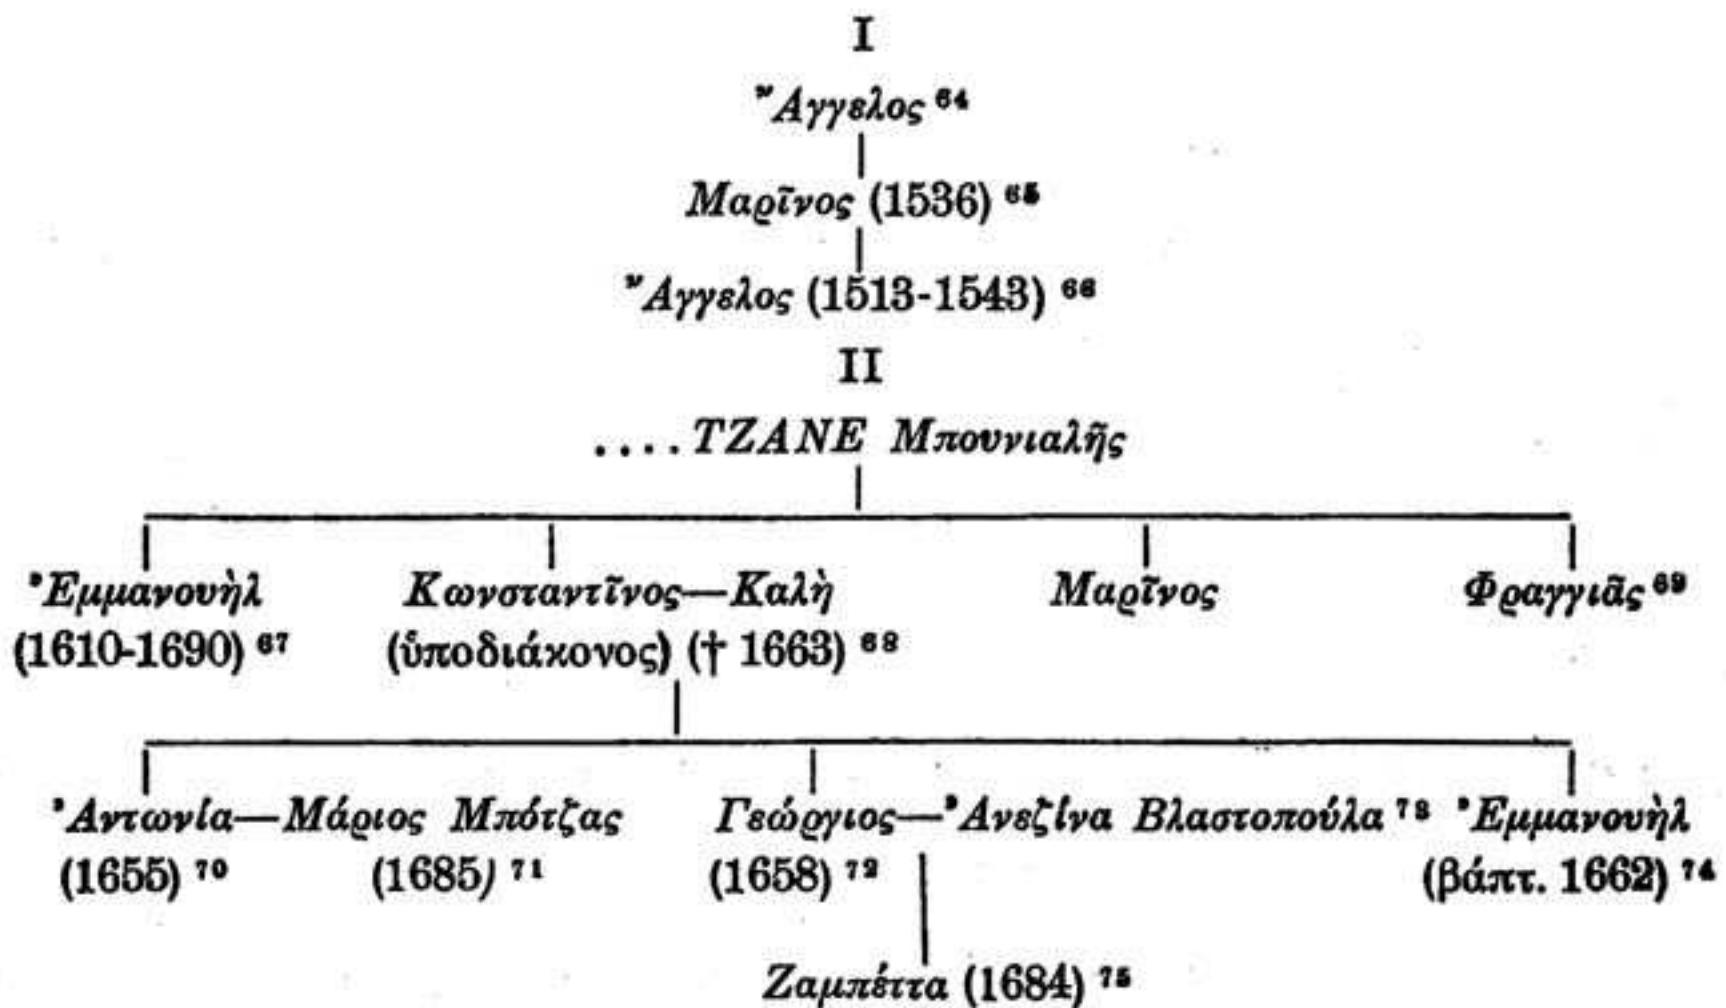 I
Ἄγγελος ⁶⁴
Μαρῖνος (1536) ⁶⁵
Ἄγγελος (1513-1543) ⁶⁶
II
....ΤΖΑΝΕ Μπουνιαλῆς
Ἐμμανουὴλ Κωνσταντῖνος—Καλὴ Μαρῖνος Φραγγιᾶς ⁶⁹
(1610-1690) ⁶⁷ (ὑποδιάκονος) († 1663) ⁶⁸
Ἀντωνία—Μάριος Μπότζας Γεώργιος—Ἀνεζίνα Βλαστοπούλα ⁷³ Ἐμμανουὴλ
(1655) ⁷⁰ (1685) ⁷¹ (1658) ⁷² (βάπτ. 1662) ⁷⁴
Ζαμπέττα (1684) ⁷⁵